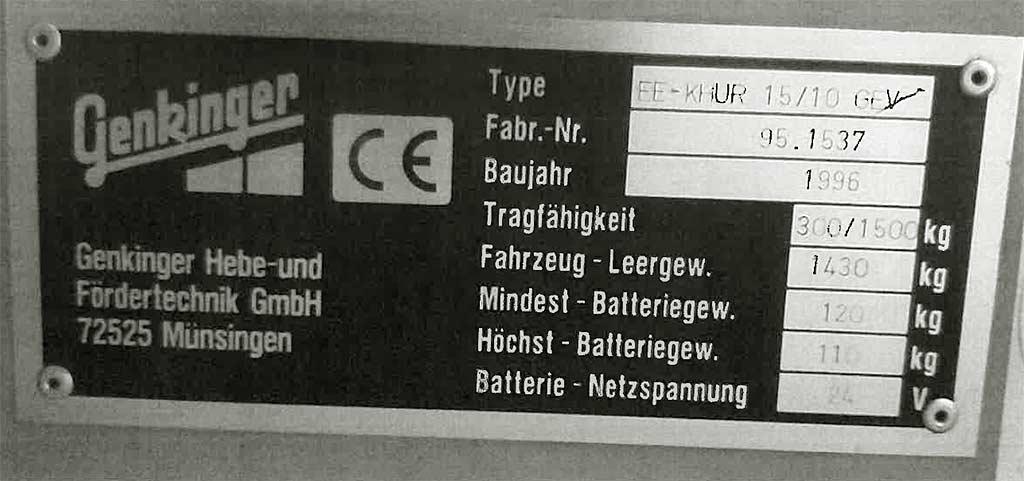 Genkinger
CE
Genkinger Hebe-und
Fördertechnik GmbH
72525 Münsingen
Type EE-KHUR 15/10 GEV
Fabr.-Nr. 95.1537
Baujahr 1996
Tragfähigkeit 300/1500 kg
Fahrzeug - Leergew. 1430 kg
Mindest - Batteriegew. 120 kg
Höchst - Batteriegew. 110 kg
Batterie - Netzspannung 24 V